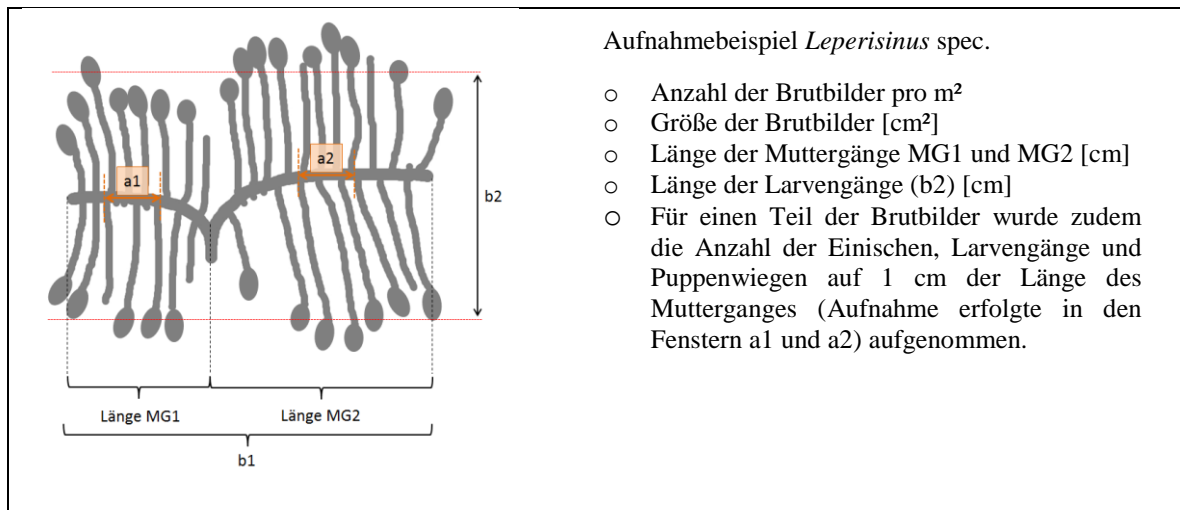 a1
a2
b2
Länge MG1
Länge MG2
b1
Aufnahmebeispiel Leperisinus spec.
o Anzahl der Brutbilder pro m²
o Größe der Brutbilder [cm²]
o Länge der Muttergänge MG1 und MG2 [cm]
o Länge der Larvengänge (b2) [cm]
o Für einen Teil der Brutbilder wurde zudem
die Anzahl der Einischen, Larvengänge und
Puppenwiegen auf 1 cm der Länge des
Mutterganges (Aufnahme erfolgte in den
Fenstern a1 und a2) aufgenommen.